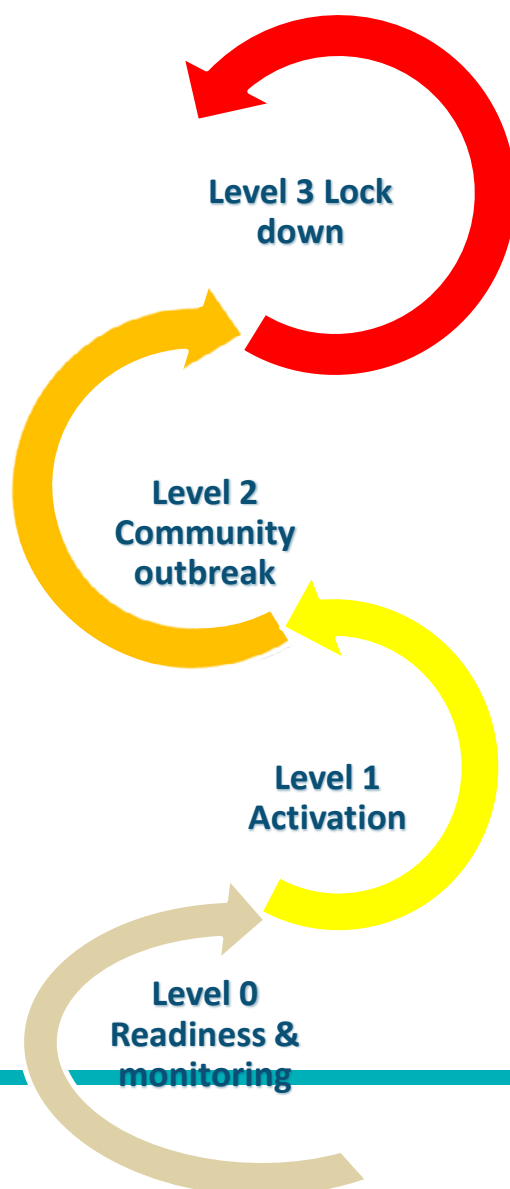 Level 3 Lock
down
Level 2
Community
outbreak
Level 1
Activation
Level 0
Readiness &
monitoring